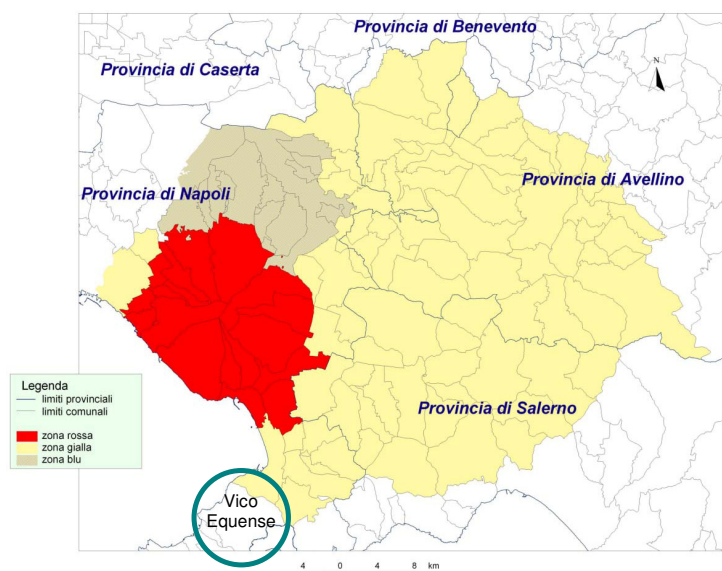 Provincia di Benevento
Provincia di Caserta
N
Provincia di Napoli
Provincia di Avellino
Legenda
limiti provinciali
limiti comunali
zona rossa
zona gialla
zona blu
Provincia di Salerno
Vico
Equense
4 0 4 8 km